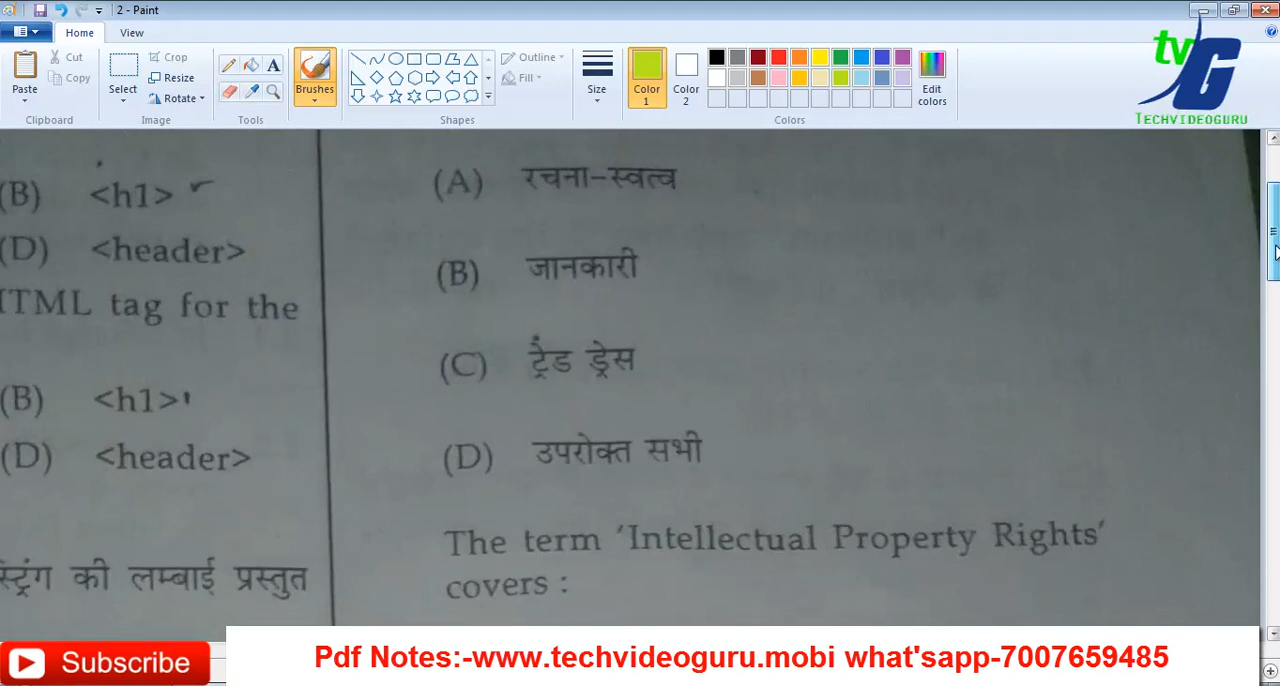 2 - Paint
Home
View
Paste
Cut
Copy
Clipboard
Select
Crop
Resize
Rotate
Image
Tools
Brushes
Shapes
Outline
Fill
Size
Color 1
Color 2
Colors
Edit colors
tv G
TECHVIDEOGURU
(B) <h1>
(D) <header>
HTML tag for the
(B) <h1>
(D) <header>
स्ट्रिंग की लम्बाई प्रस्तुत
(A) रचना-स्वत्व
(B) जानकारी
(C) ट्रैंड ड्रेस
(D) उपरोक्त सभी
The term 'Intellectual Property Rights'
covers :
Subscribe
Pdf Notes:-www.techvideoguru.mobi what'sapp-7007659485